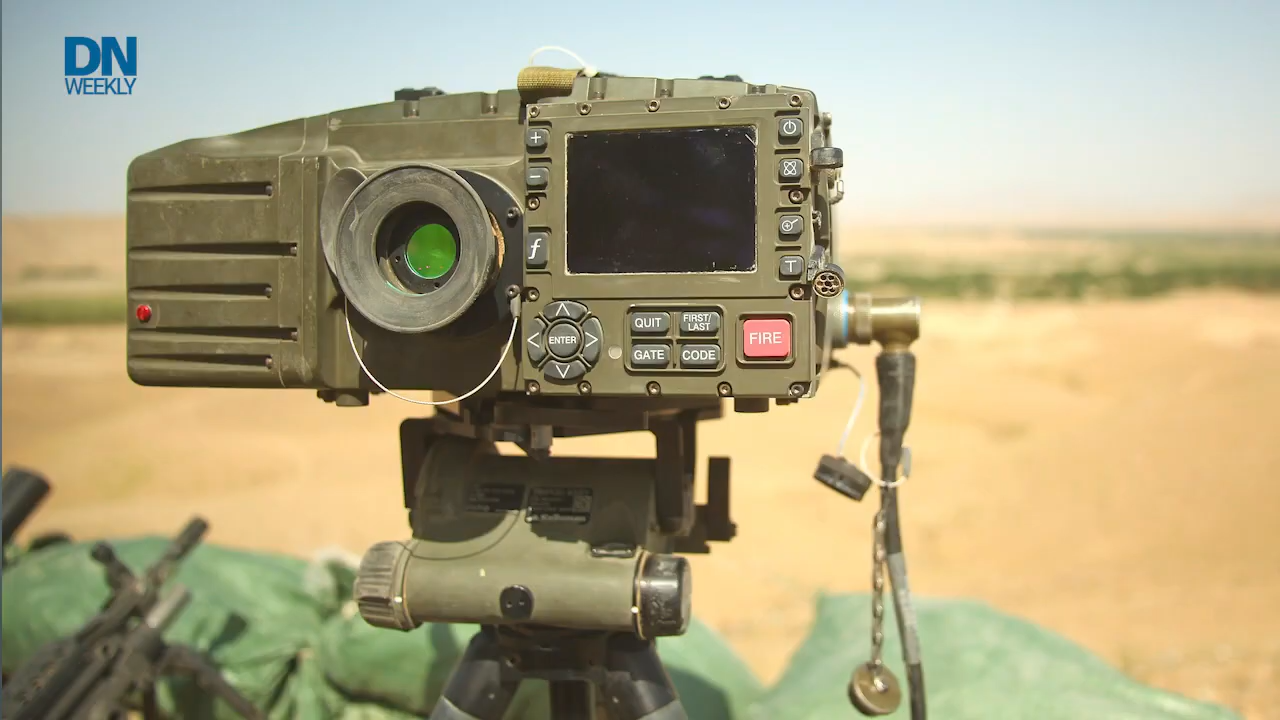 DN
WEEKLY
f
T
ENTER
QUIT
FIRST/
LAST
GATE
CODE
FIRE